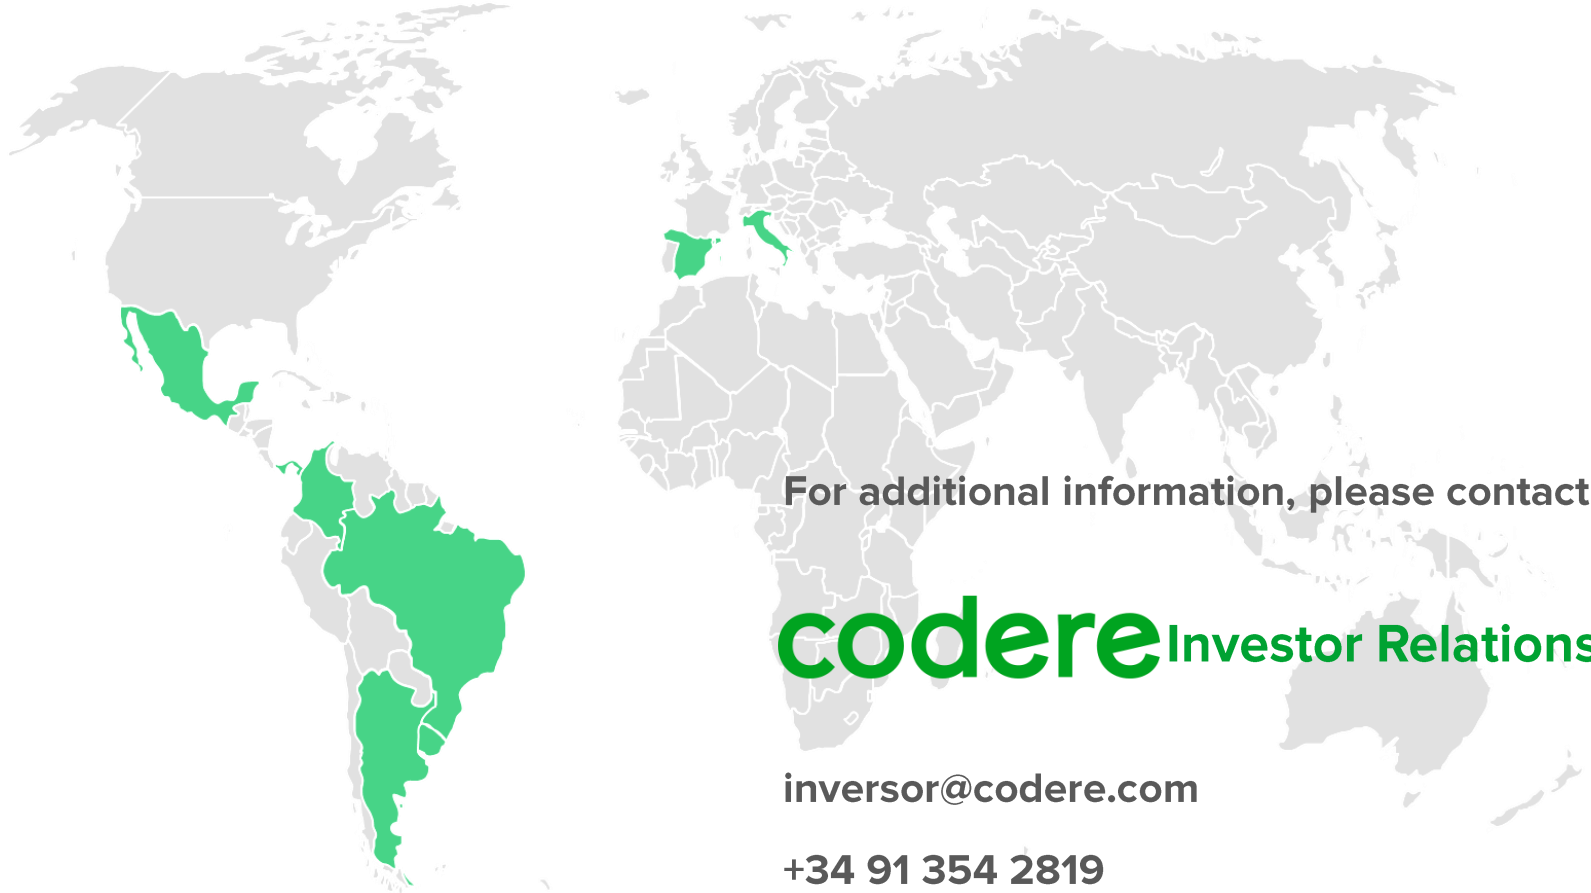 For additional information, please contact
codere Investor Relations
inversor@codere.com
+34 91 354 2819